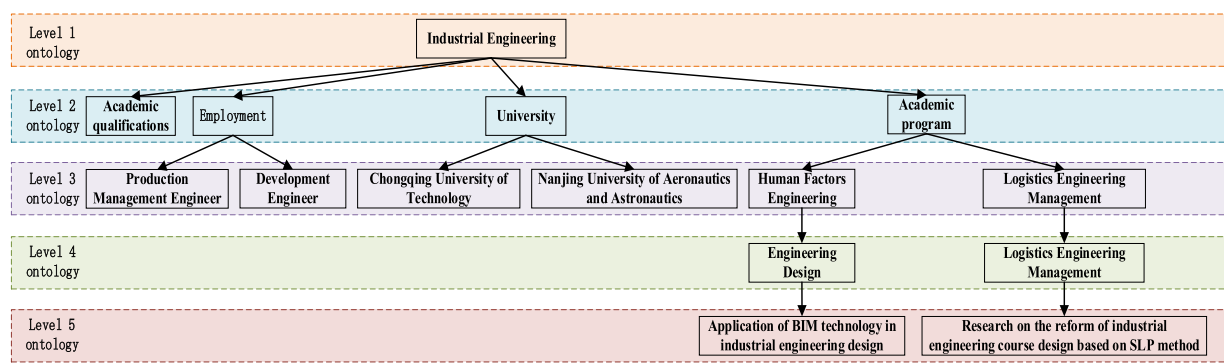 Level 1
ontology
Industrial Engineering
Level 2
ontology
Academic
qualifications
Employment
University
Academic
program
Level 3
ontology
Production
Management Engineer
Development
Engineer
Chongqing University of
Technology
Nanjing University of Aeronautics
and Astronautics
Human Factors
Engineering
Logistics Engineering
Management
Level 4
ontology
Engineering
Design
Logistics Engineering
Management
Level 5
ontology
Application of BIM technology in
industrial engineering design
Research on the reform of industrial
engineering course design based on SLP method